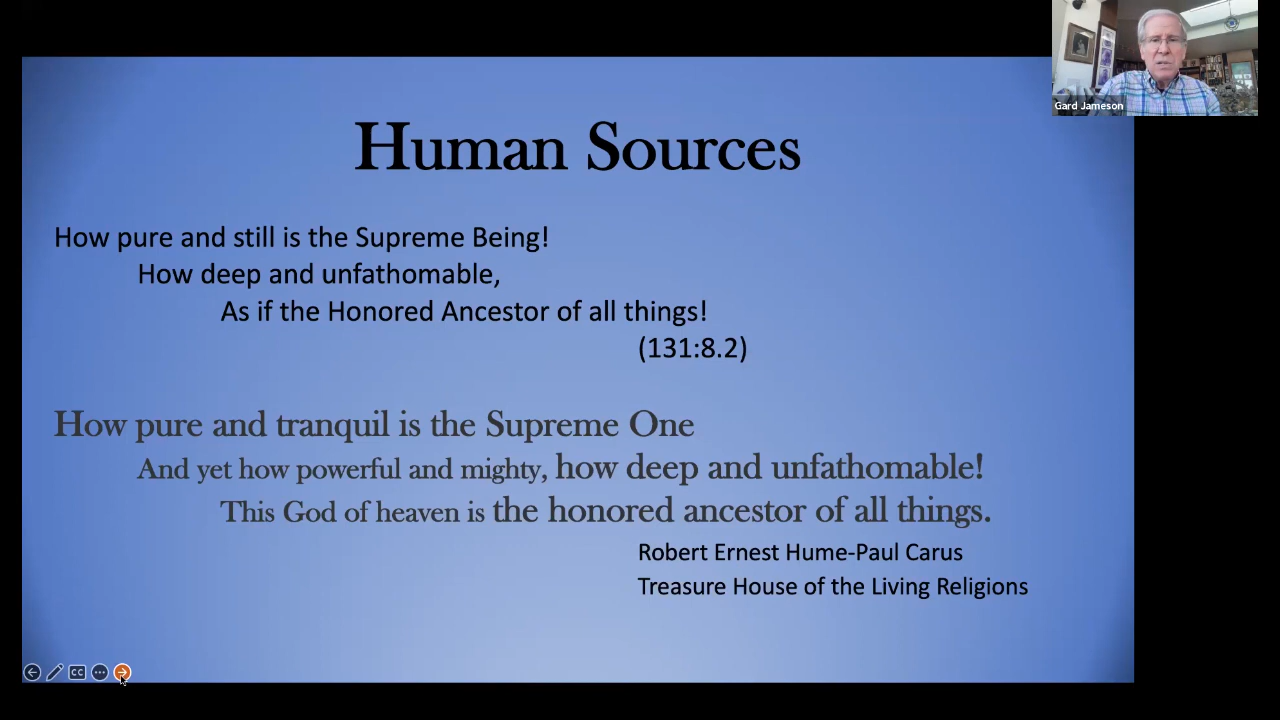 Gard Jameson
Human Sources
How pure and still is the Supreme Being!
How deep and unfathomable,
As if the Honored Ancestor of all things!
(131:8.2)
How pure and tranquil is the Supreme One
And yet how powerful and mighty, how deep and unfathomable!
This God of heaven is the honored ancestor of all things.
Robert Ernest Hume-Paul Carus
Treasure House of the Living Religions
CC